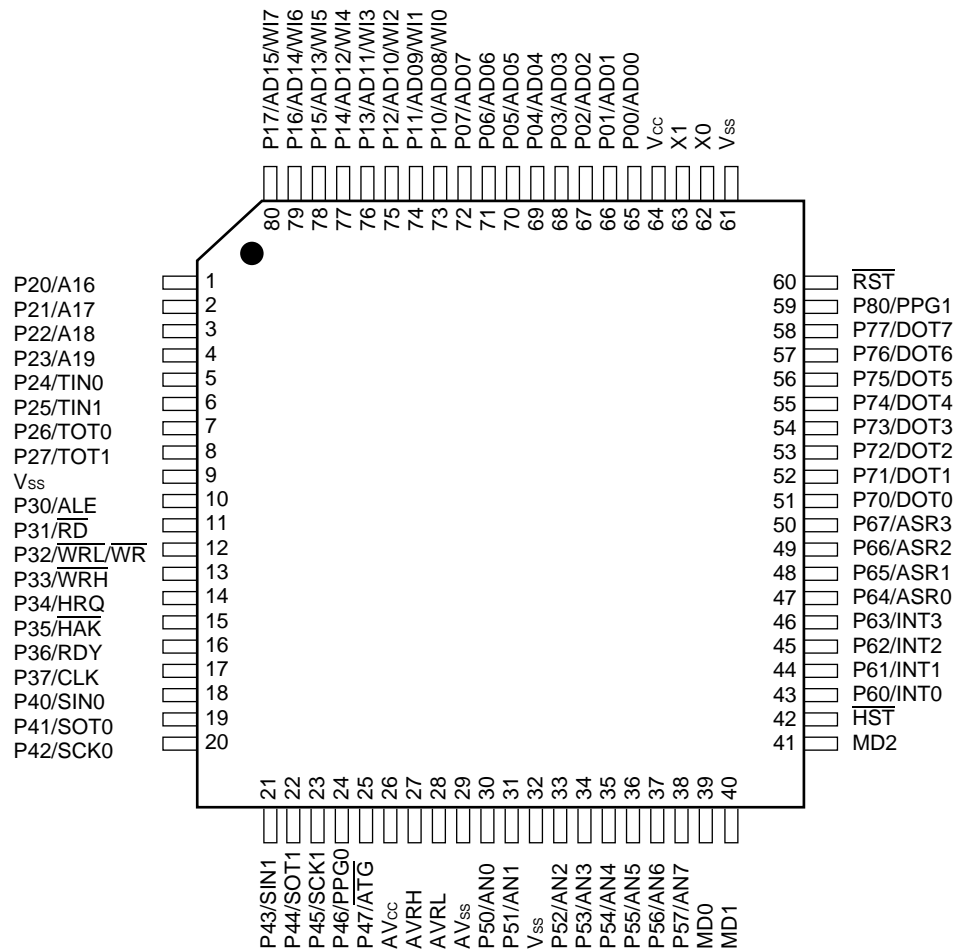 P17/AD15/WI7
P16/AD14/WI6
P15/AD13/WI5
P14/AD12/WI4
P13/AD11/WI3
P12/AD10/WI2
P11/AD09/WI1
P10/AD08/WI0
P07/AD07
P06/AD06
P05/AD05
P04/AD04
P03/AD03
P02/AD02
P01/AD01
P00/AD00
Vcc
X1
X0
Vss
80
79
78
77
76
75
74
73
72
71
70
69
68
67
66
65
64
63
62
61
P20/A16 1
P21/A17 2
P22/A18 3
P23/A19 4
P24/TIN0 5
P25/TIN1 6
P26/TOT0 7
P27/TOT1 8
Vss 9
P30/ALE 10
P31/R̅D̅ 11
P32/W̅R̅L̅/W̅R̅ 12
P33/W̅R̅H̅ 13
P34/HRQ 14
P35/H̅A̅K̅ 15
P36/RDY 16
P37/CLK 17
P40/SIN0 18
P41/SOT0 19
P42/SCK0 20
60 R̅S̅T̅
59 P80/PPG1
58 P77/DOT7
57 P76/DOT6
56 P75/DOT5
55 P74/DOT4
54 P73/DOT3
53 P72/DOT2
52 P71/DOT1
51 P70/DOT0
50 P67/ASR3
49 P66/ASR2
48 P65/ASR1
47 P64/ASR0
46 P63/INT3
45 P62/INT2
44 P61/INT1
43 P60/INT0
42 H̅S̅T̅
41 MD2
21
22
23
24
25
26
27
28
29
30
31
32
33
34
35
36
37
38
39
40
P43/SIN1
P44/SOT1
P45/SCK1
P46/PPG0
P47/A̅T̅G̅
AVcc
AVRH
AVRL
AVss
P50/AN0
P51/AN1
Vss
P52/AN2
P53/AN3
P54/AN4
P55/AN5
P56/AN6
P57/AN7
MD0
MD1